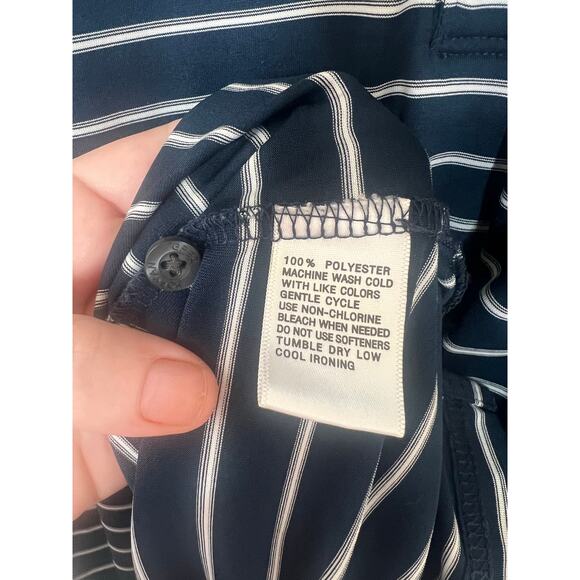 100% POLYESTER
MACHINE WASH COLD
WITH LIKE COLORS
GENTLE CYCLE
USE NON-CHLORINE
BLEACH WHEN NEEDED
DO NOT USE SOFTENERS
TUMBLE DRY LOW
COOL IRONING